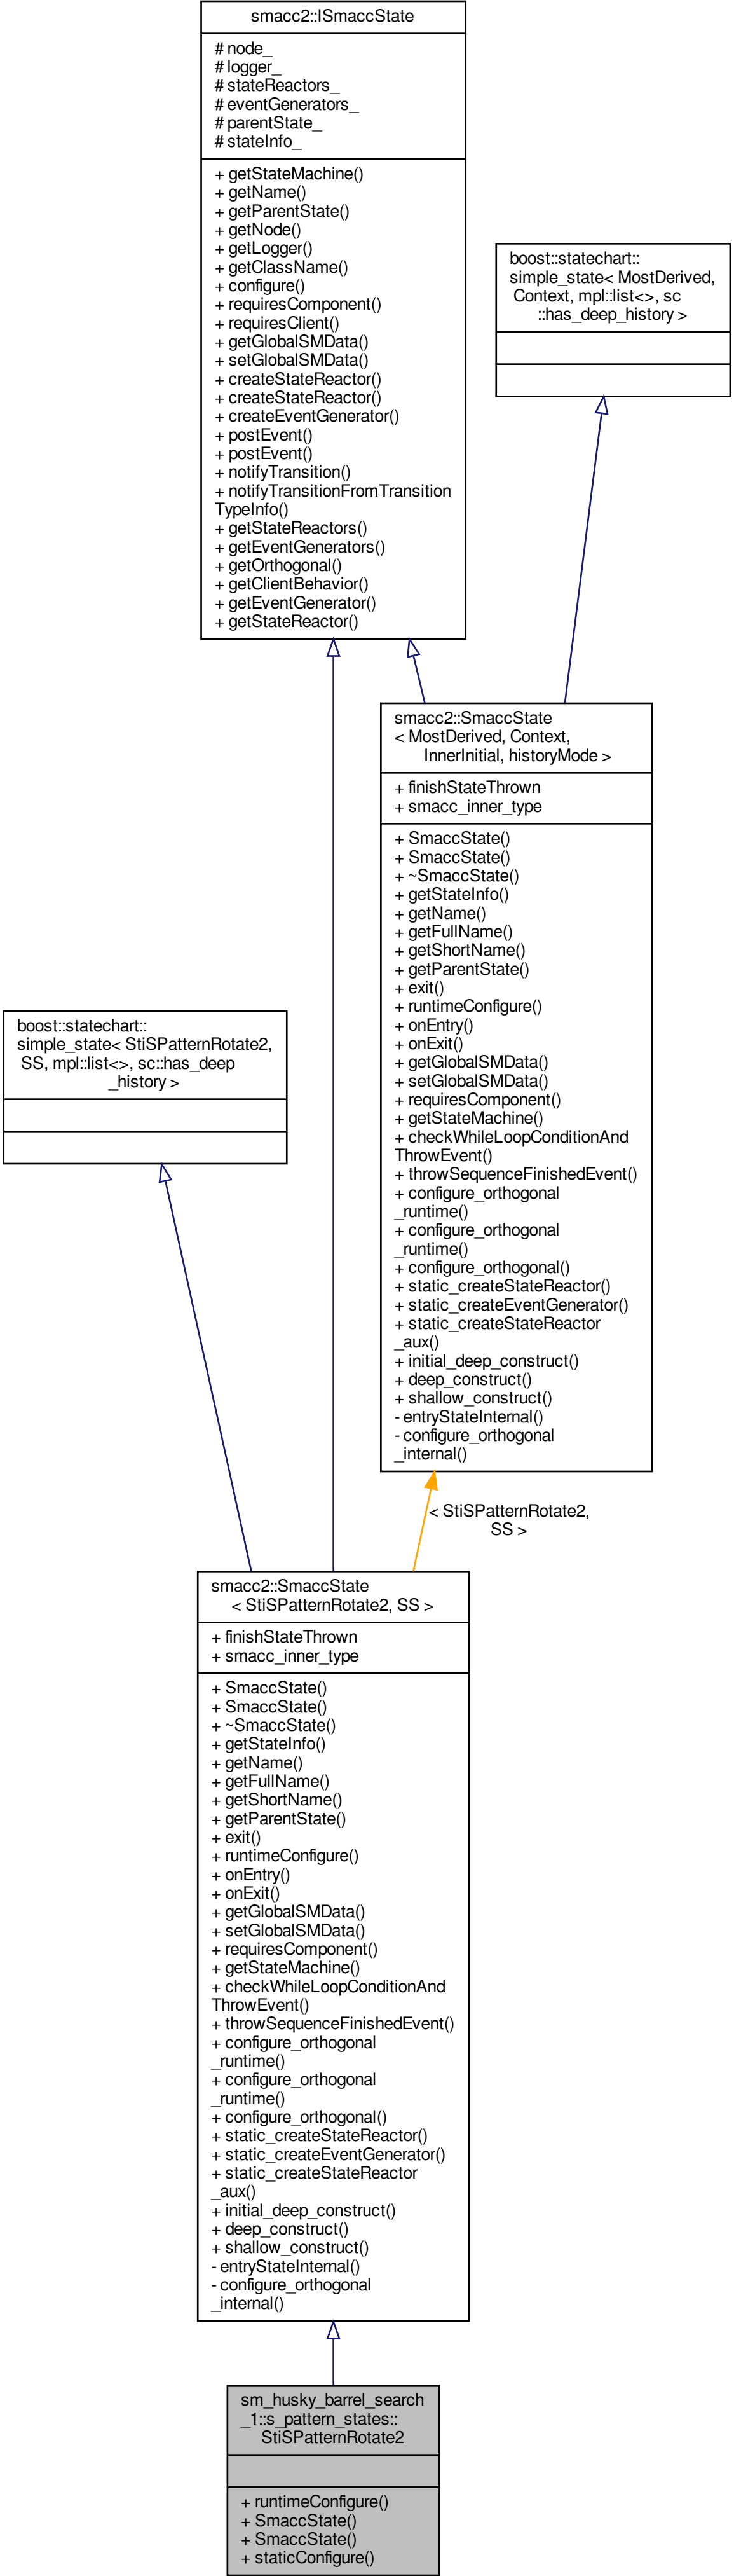 smacc2::ISmaccState
# node_
# logger_
# stateReactors_
# eventGenerators_
# parentState_
# stateInfo_
+ getStateMachine()
+ getName()
+ getParentState()
+ getNode()
+ getLogger()
+ getClassName()
+ configure()
+ requiresComponent()
+ requiresClient()
+ getGlobalSMData()
+ setGlobalSMData()
+ createStateReactor()
+ createStateReactor()
+ createEventGenerator()
+ postEvent()
+ postEvent()
+ notifyTransition()
+ notifyTransitionFromTransition
TypeInfo()
+ getStateReactors()
+ getEventGenerators()
+ getOrthogonal()
+ getClientBehavior()
+ getEventGenerator()
+ getStateReactor()
boost::statechart::
simple_state< MostDerived,
Context, mpl::list<>, sc
::has_deep_history >
smacc2::SmaccState
< MostDerived, Context,
InnerInitial, historyMode >
+ finishStateThrown
+ smacc_inner_type
+ SmaccState()
+ SmaccState()
+ ~SmaccState()
+ getStateInfo()
+ getName()
+ getFullName()
+ getShortName()
+ getParentState()
+ exit()
+ runtimeConfigure()
+ onEntry()
+ onExit()
+ getGlobalSMData()
+ setGlobalSMData()
+ requiresComponent()
+ getStateMachine()
+ checkWhileLoopConditionAnd
ThrowEvent()
+ throwSequenceFinishedEvent()
+ configure_orthogonal
_runtime()
+ configure_orthogonal
_runtime()
+ configure_orthogonal()
+ static_createStateReactor()
+ static_createEventGenerator()
+ static_createStateReactor
_aux()
+ initial_deep_construct()
+ deep_construct()
+ shallow_construct()
- entryStateInternal()
- configure_orthogonal
_internal()
boost::statechart::
simple_state< StiSPatternRotate2,
SS, mpl::list<>, sc::has_deep
_history >
< StiSPatternRotate2,
SS >
smacc2::SmaccState
< StiSPatternRotate2, SS >
+ finishStateThrown
+ smacc_inner_type
+ SmaccState()
+ SmaccState()
+ ~SmaccState()
+ getStateInfo()
+ getName()
+ getFullName()
+ getShortName()
+ getParentState()
+ exit()
+ runtimeConfigure()
+ onEntry()
+ onExit()
+ getGlobalSMData()
+ setGlobalSMData()
+ requiresComponent()
+ getStateMachine()
+ checkWhileLoopConditionAnd
ThrowEvent()
+ throwSequenceFinishedEvent()
+ configure_orthogonal
_runtime()
+ configure_orthogonal
_runtime()
+ configure_orthogonal()
+ static_createStateReactor()
+ static_createEventGenerator()
+ static_createStateReactor
_aux()
+ initial_deep_construct()
+ deep_construct()
+ shallow_construct()
- entryStateInternal()
- configure_orthogonal
_internal()
sm_husky_barrel_search
_1::s_pattern_states::
StiSPatternRotate2
+ runtimeConfigure()
+ SmaccState()
+ SmaccState()
+ staticConfigure()